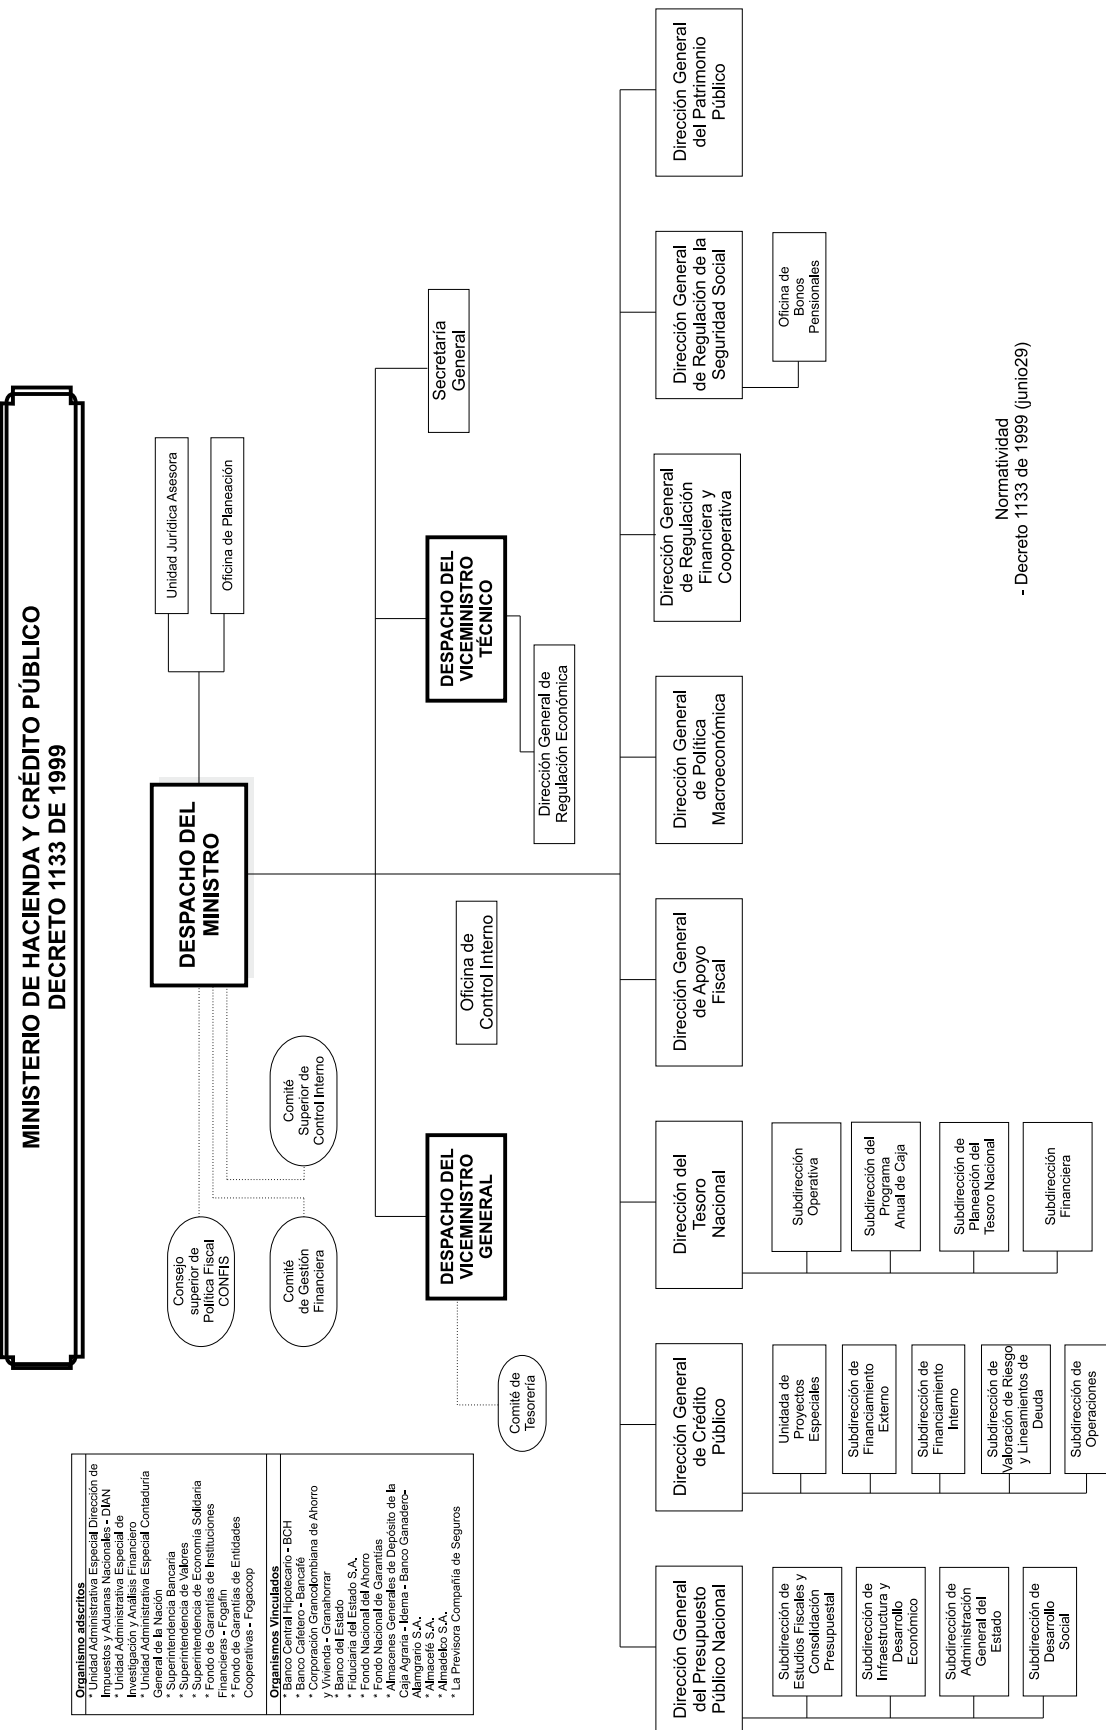 MINISTERIO DE HACIENDA Y CRÉDITO PÚBLICO
DECRETO 1133 DE 1999
DESPACHO DEL
MINISTRO
Unidad Jurídica Asesora
Oficina de Planeación
Consejo
superior de
Política Fiscal
CONFIS
Comité
de Gestión
Financiera
Comité
Superior de
Control Interno
Organismo adscritos
* Unidad Administrativa Especial Dirección de
Impuestos y Aduanas Nacionales - DIAN
* Unidad Administrativa Especial de
Investigación y Análisis Financiero
* Unidad Administrativa Especial Contaduría
General de la Nación
* Superintendencia Bancaria
* Superintendencia de Valores
* Superintendencia de Economía Solidaria
* Fondo de Garantías de Instituciones
Financieras - Fogafin
* Fondo de Garantías de Entidades
Cooperativas - Fogacoop
Organismos Vinculados
* Banco Central Hipotecario - BCH
* Banco Cafetero - Bancafé
* Corporación Grancolombiana de Ahorro
y Vivienda - Granahorrar
* Banco del Estado
* Fiduciaria del Estado S.A.
* Fondo Nacional del Ahorro
* Fondo Nacional de Garantías
* Almacenes Generales de Depósito de la
Caja Agraria - Idema - Banco Ganadero-
Alamgrario S.A.
* Almacefé S.A.
* Almadelco S.A.
* La Previsora Compañía de Seguros
DESPACHO DEL
VICEMINISTRO
GENERAL
Comité de
Tesorería
Oficina de
Control Interno
DESPACHO DEL
VICEMINISTRO
TÉCNICO
Dirección General de
Regulación Económica
Secretaría
General
Dirección General
del Presupuesto
Público Nacional
Subdirección de
Estudios Fiscales y
Consolidación
Presupuestal
Subdirección de
Infraestructura y
Desarrollo
Económico
Subdirección de
Administración
General del
Estado
Subdirección de
Desarrollo
Social
Dirección General
de Crédito
Público
Unidada de
Proyectos
Especiales
Subdirección de
Financiamiento
Externo
Subdirección de
Financiamiento
Interno
Subdirección de
Valoración de Riesgo
y Lineamientos de
Deuda
Subdirección de
Operaciones
Dirección del
Tesoro
Nacional
Subdirección
Operativa
Subdirección del
Programa
Anual de Caja
Subdirección de
Planeación del
Tesoro Nacional
Subdirección
Financiera
Dirección General
de Apoyo
Fiscal
Dirección General
de Política
Macroeconómica
Dirección General
de Regulación
Financiera y
Cooperativa
Dirección General
de Regulación de la
Seguridad Social
Oficina de
Bonos
Pensionales
Dirección General
del Patrimonio
Público
Normatividad
- Decreto 1133 de 1999 (junio29)